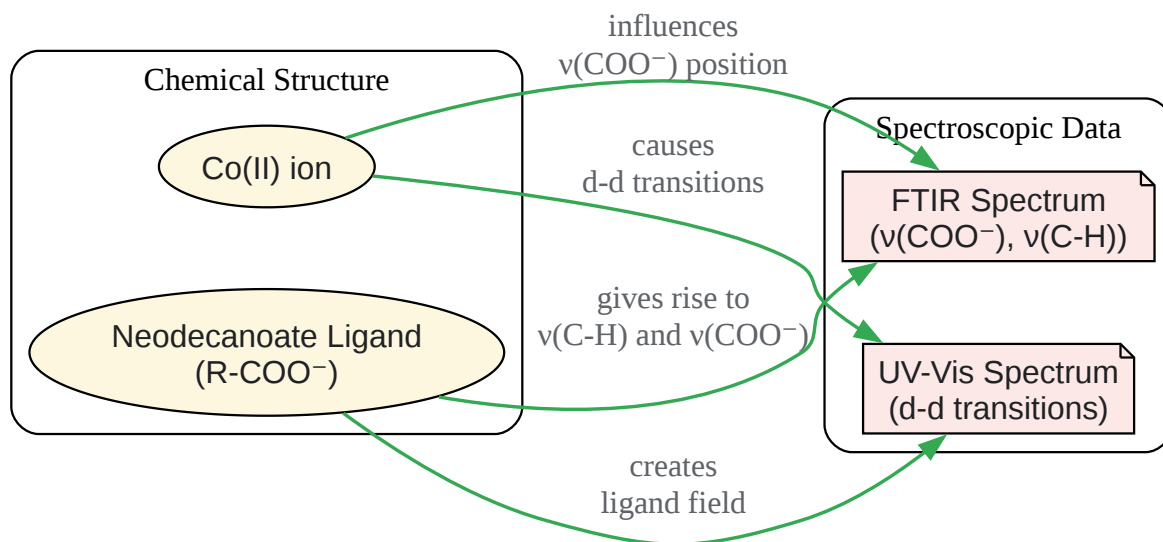 influences
ν(COO⁻) position
Chemical Structure
Spectroscopic Data
Co(II) ion
causes
d-d transitions
FTIR Spectrum
(ν(COO⁻), ν(C-H))
gives rise to
ν(C-H) and ν(COO⁻)
Neodecanoate Ligand
(R-COO⁻)
UV-Vis Spectrum
(d-d transitions)
creates
ligand field